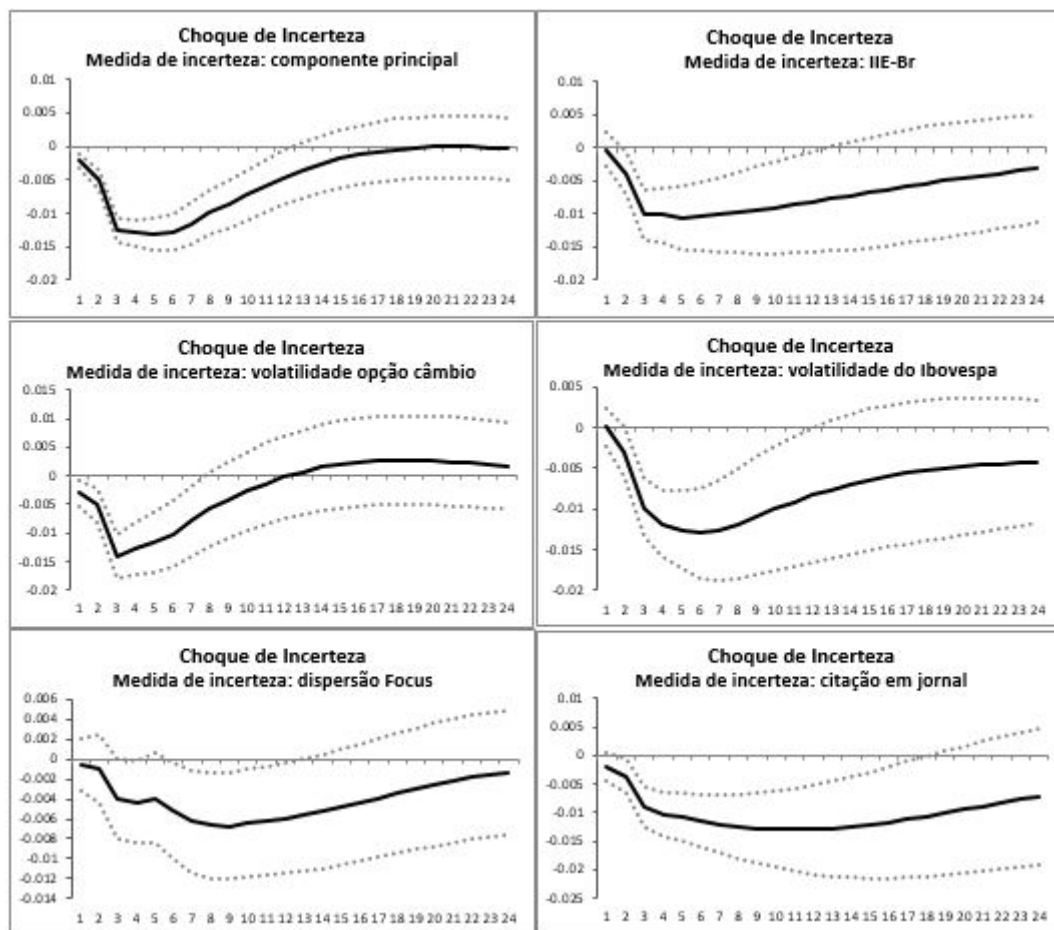 Choque de Incerteza
Medida de incerteza: componente principal
0.01
0.005
0
-0.005
-0.01
-0.015
-0.02
1 2 3 4 5 6 7 8 9 10 11 12 13 14 15 16 17 18 19 20 21 22 23 24
Choque de Incerteza
Medida de incerteza: IIE-Br
0.01
0.005
0
-0.005
-0.01
-0.015
-0.02
1 2 3 4 5 6 7 8 9 10 11 12 13 14 15 16 17 18 19 20 21 22 23 24
Choque de Incerteza
Medida de incerteza: volatilidade opção câmbio
0.015
0.01
0.005
0
-0.005
-0.01
-0.015
-0.02
1 2 3 4 5 6 7 8 9 10 11 12 13 14 15 16 17 18 19 20 21 22 23 24
Choque de Incerteza
Medida de incerteza: volatilidade do Ibovespa
0.005
0
-0.005
-0.01
-0.015
-0.02
1 2 3 4 5 6 7 8 9 10 11 12 13 14 15 16 17 18 19 20 21 22 23 24
Choque de Incerteza
Medida de incerteza: dispersão Focus
0.006
0.004
0.002
0
-0.002
-0.004
-0.006
-0.008
-0.01
-0.012
-0.014
1 2 3 4 5 6 7 8 9 10 11 12 13 14 15 16 17 18 19 20 21 22 23 24
Choque de Incerteza
Medida de incerteza: citação em jornal
0.01
0.005
0
-0.005
-0.01
-0.015
-0.02
-0.025
1 2 3 4 5 6 7 8 9 10 11 12 13 14 15 16 17 18 19 20 21 22 23 24